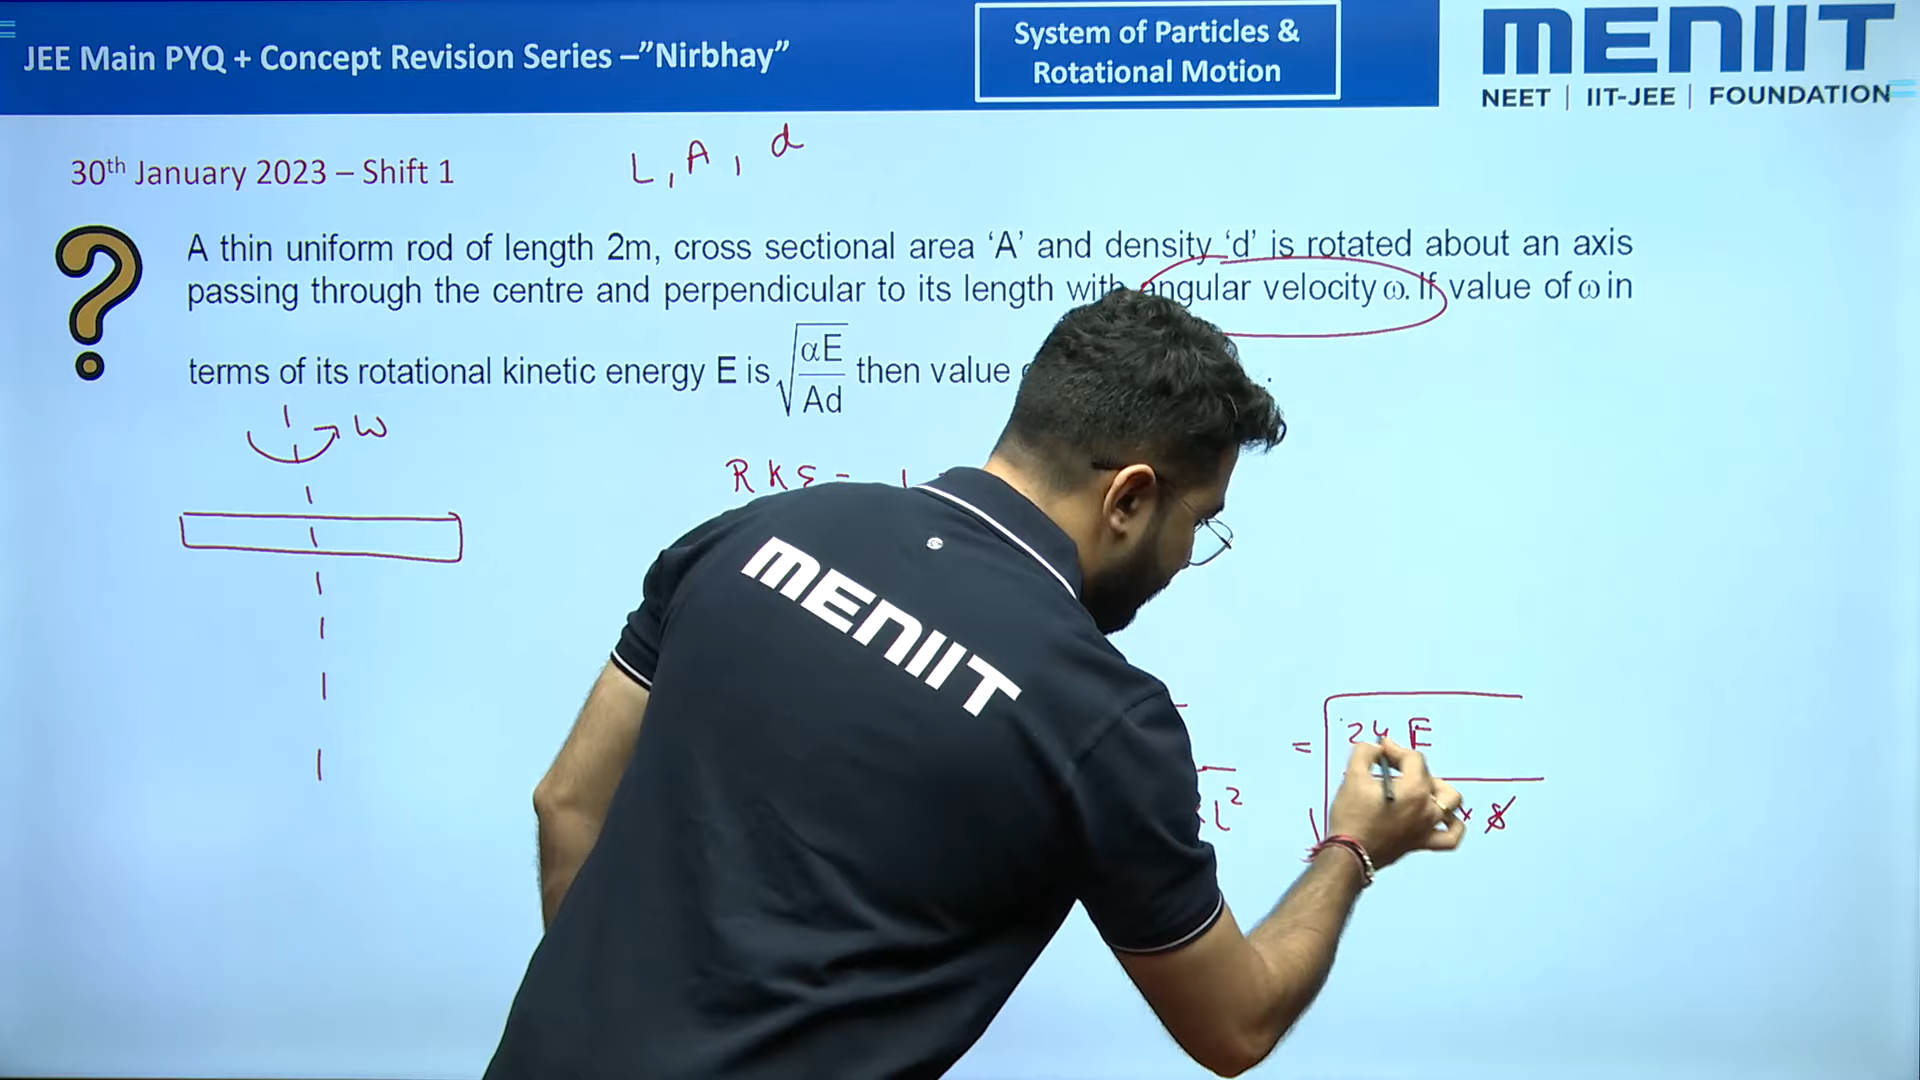 JEE Main PYQ + Concept Revision Series –"Nirbhay"
System of Particles &
Rotational Motion
MENIIT
NEET | IIT-JEE | FOUNDATION
30th January 2023 – Shift 1
L, A, d
A thin uniform rod of length 2m, cross sectional area ‘A’ and density ‘d’ is rotated about an axis
passing through the centre and perpendicular to its length with angular velocity ω. If value of ω in
terms of its rotational kinetic energy E is √(αE/Ad) then value
ω
RKE =
MENIIT
L²
= √ 24 E
× 8